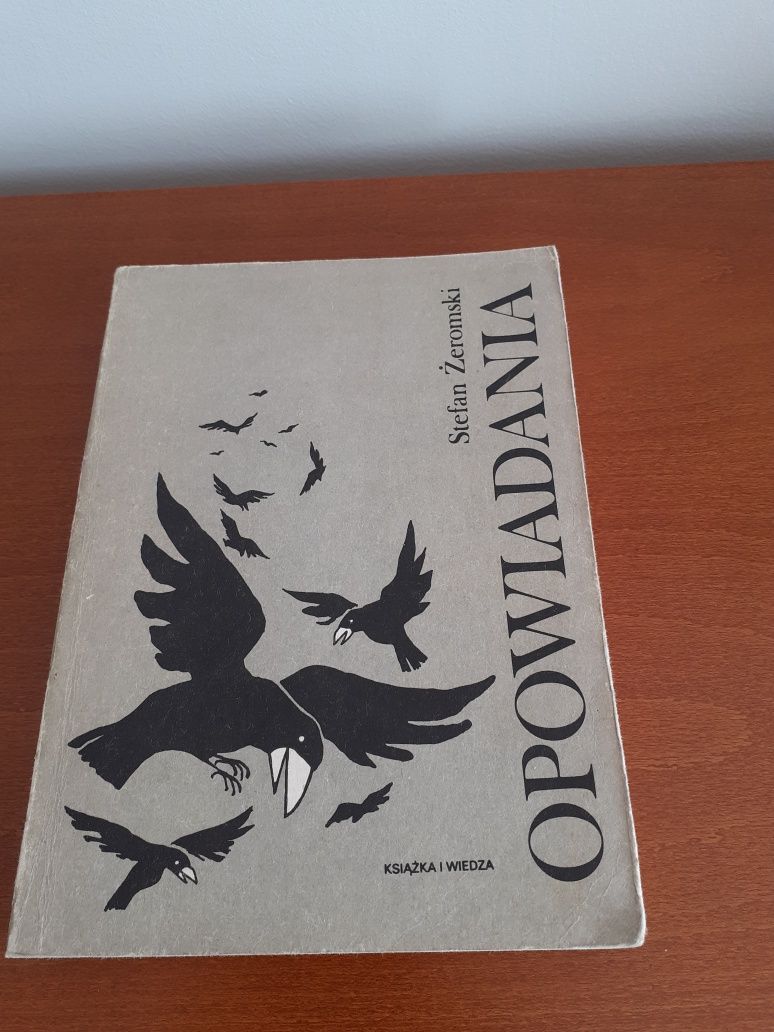 Stefan Żeromski
OPOWIADANIA
KSIĄŻKA I WIEDZA